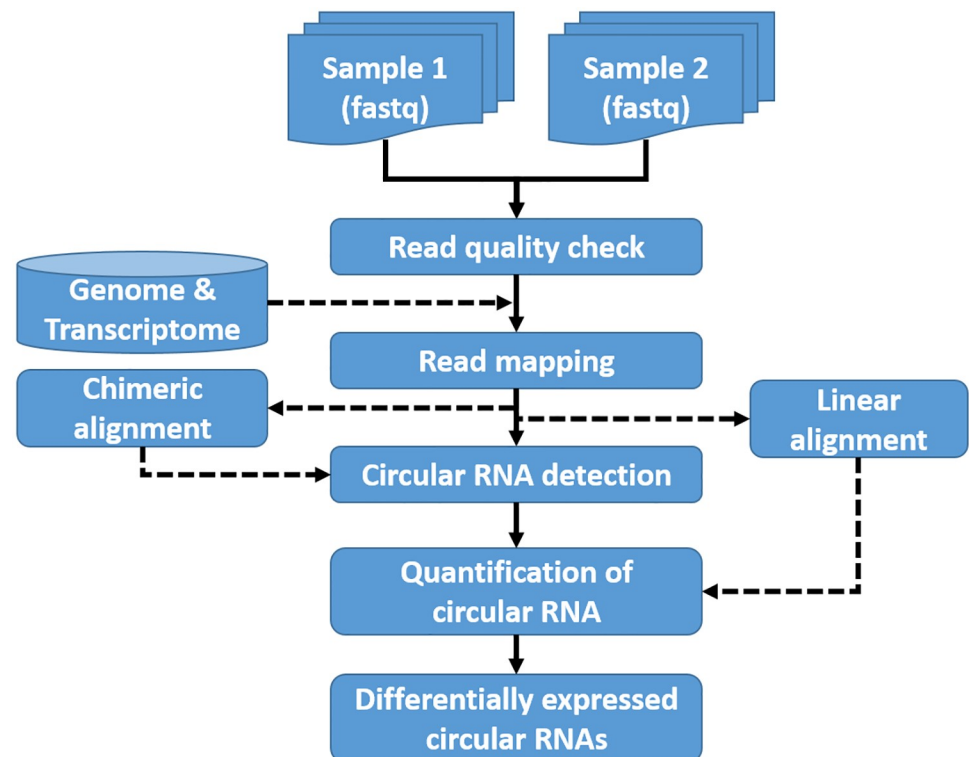 Sample 1
(fastq)
Sample 2
(fastq)
Read quality check
Genome &
Transcriptome
Read mapping
Chimeric
alignment
Linear
alignment
Circular RNA detection
Quantification of
circular RNA
Differentially expressed
circular RNAs